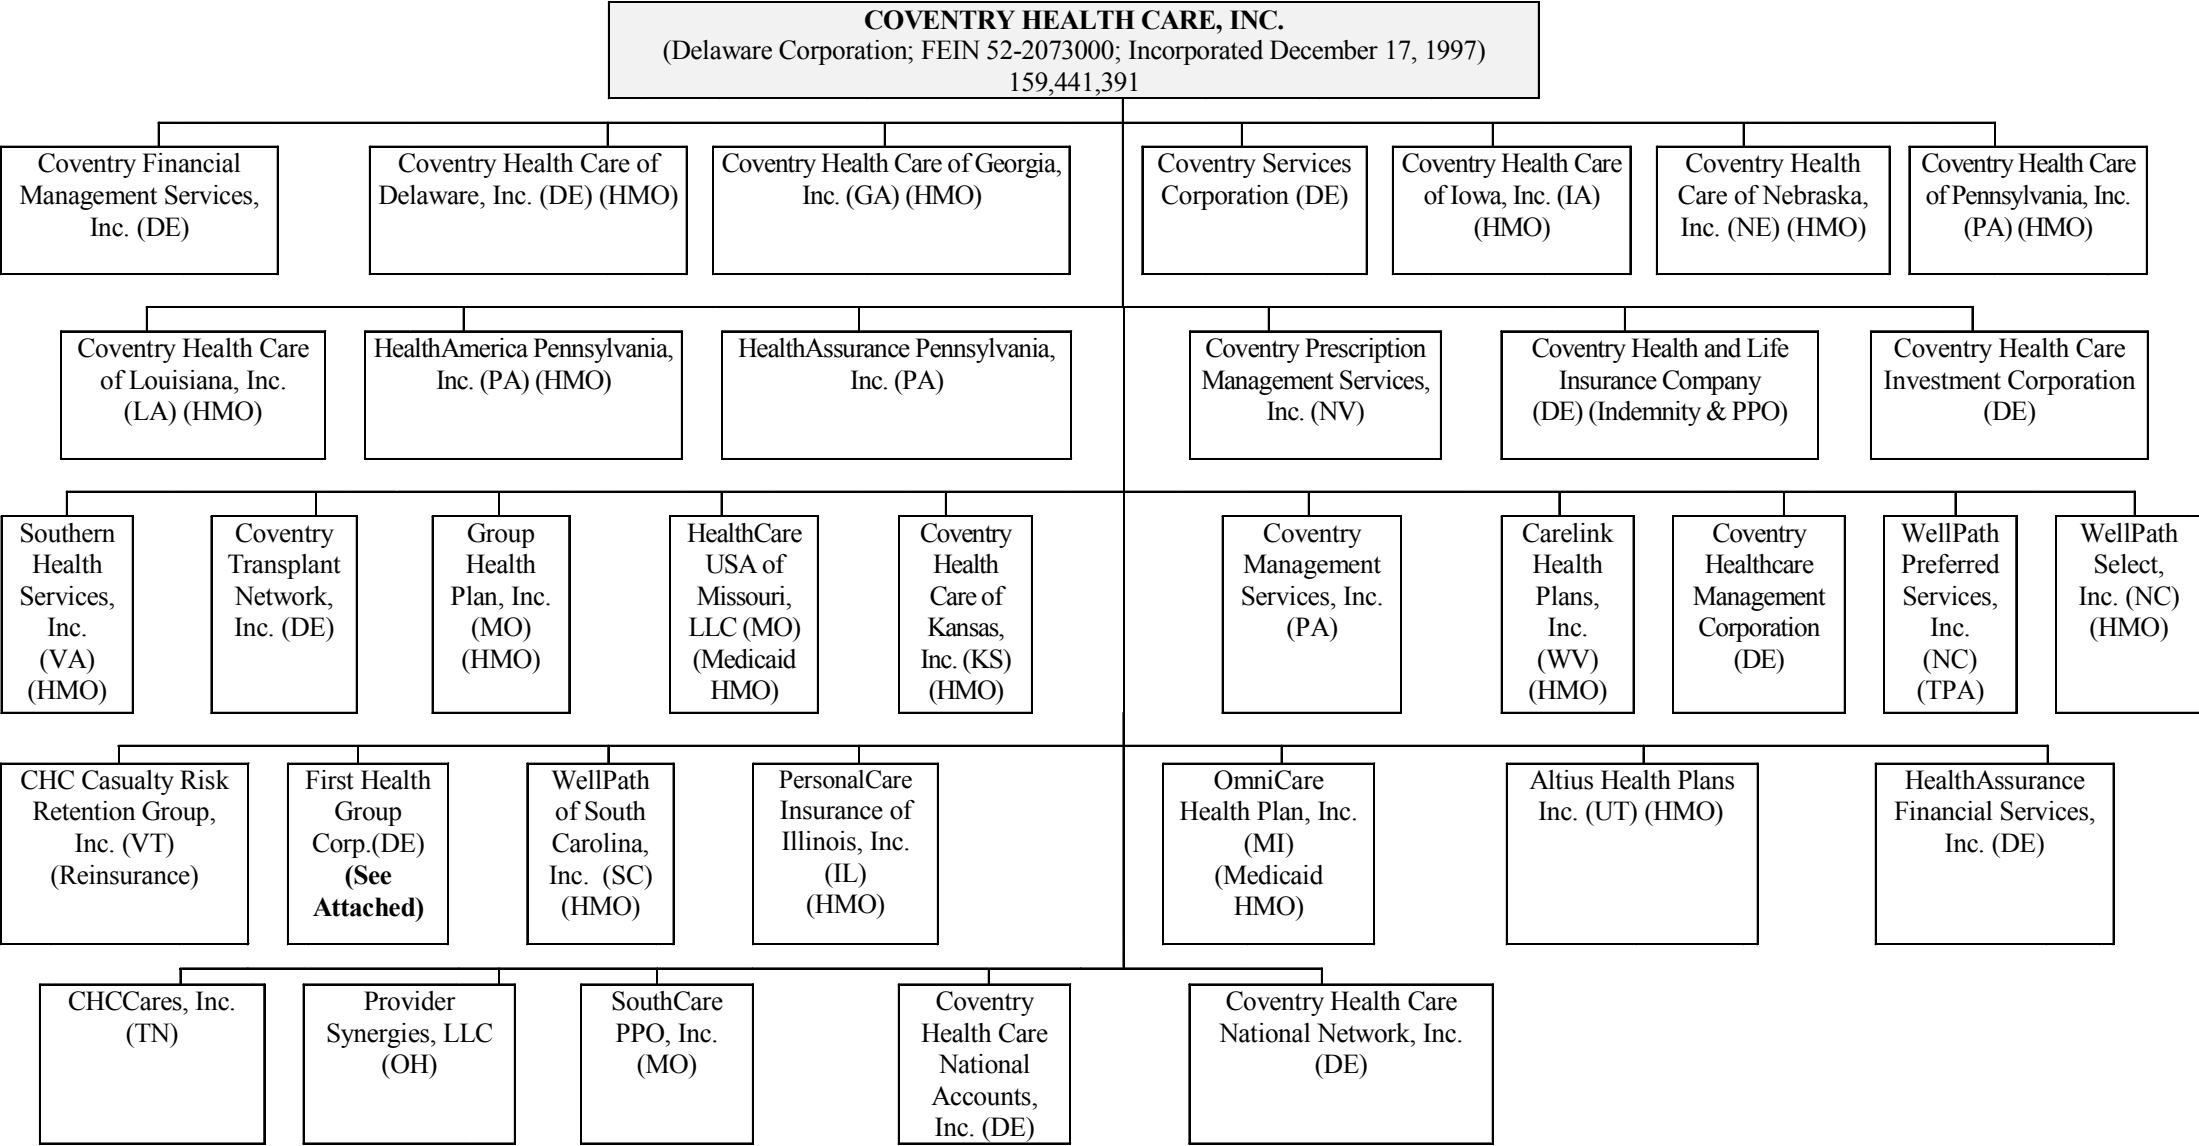 COVENTRY HEALTH CARE, INC.
(Delaware Corporation; FEIN 52-2073000; Incorporated December 17, 1997)
159,441,391
Coventry Financial
Management Services,
Inc. (DE)
Coventry Health Care of
Delaware, Inc. (DE) (HMO)
Coventry Health Care of Georgia,
Inc. (GA) (HMO)
Coventry Services
Corporation (DE)
Coventry Health Care
of Iowa, Inc. (IA)
(HMO)
Coventry Health
Care of Nebraska,
Inc. (NE) (HMO)
Coventry Health Care
of Pennsylvania, Inc.
(PA) (HMO)
Coventry Health Care
of Louisiana, Inc.
(LA) (HMO)
HealthAmerica Pennsylvania,
Inc. (PA) (HMO)
HealthAssurance Pennsylvania,
Inc. (PA)
Coventry Prescription
Management Services,
Inc. (NV)
Coventry Health and Life
Insurance Company
(DE) (Indemnity & PPO)
Coventry Health Care
Investment Corporation
(DE)
Southern
Health
Services,
Inc.
(VA)
(HMO)
Coventry
Transplant
Network,
Inc. (DE)
Group
Health
Plan, Inc.
(MO)
(HMO)
HealthCare
USA of
Missouri,
LLC (MO)
(Medicaid
HMO)
Coventry
Health
Care of
Kansas,
Inc. (KS)
(HMO)
Coventry
Management
Services, Inc.
(PA)
Carelink
Health
Plans,
Inc.
(WV)
(HMO)
Coventry
Healthcare
Management
Corporation
(DE)
WellPath
Preferred
Services,
Inc.
(NC)
(TPA)
WellPath
Select,
Inc. (NC)
(HMO)
CHC Casualty Risk
Retention Group,
Inc. (VT)
(Reinsurance)
First Health
Group
Corp.(DE)
(See
Attached)
WellPath
of South
Carolina,
Inc. (SC)
(HMO)
PersonalCare
Insurance of
Illinois, Inc.
(IL)
(HMO)
OmniCare
Health Plan, Inc.
(MI)
(Medicaid
HMO)
Altius Health Plans
Inc. (UT) (HMO)
HealthAssurance
Financial Services,
Inc. (DE)
CHCCares, Inc.
(TN)
Provider
Synergies, LLC
(OH)
SouthCare
PPO, Inc.
(MO)
Coventry
Health Care
National
Accounts,
Inc. (DE)
Coventry Health Care
National Network, Inc.
(DE)